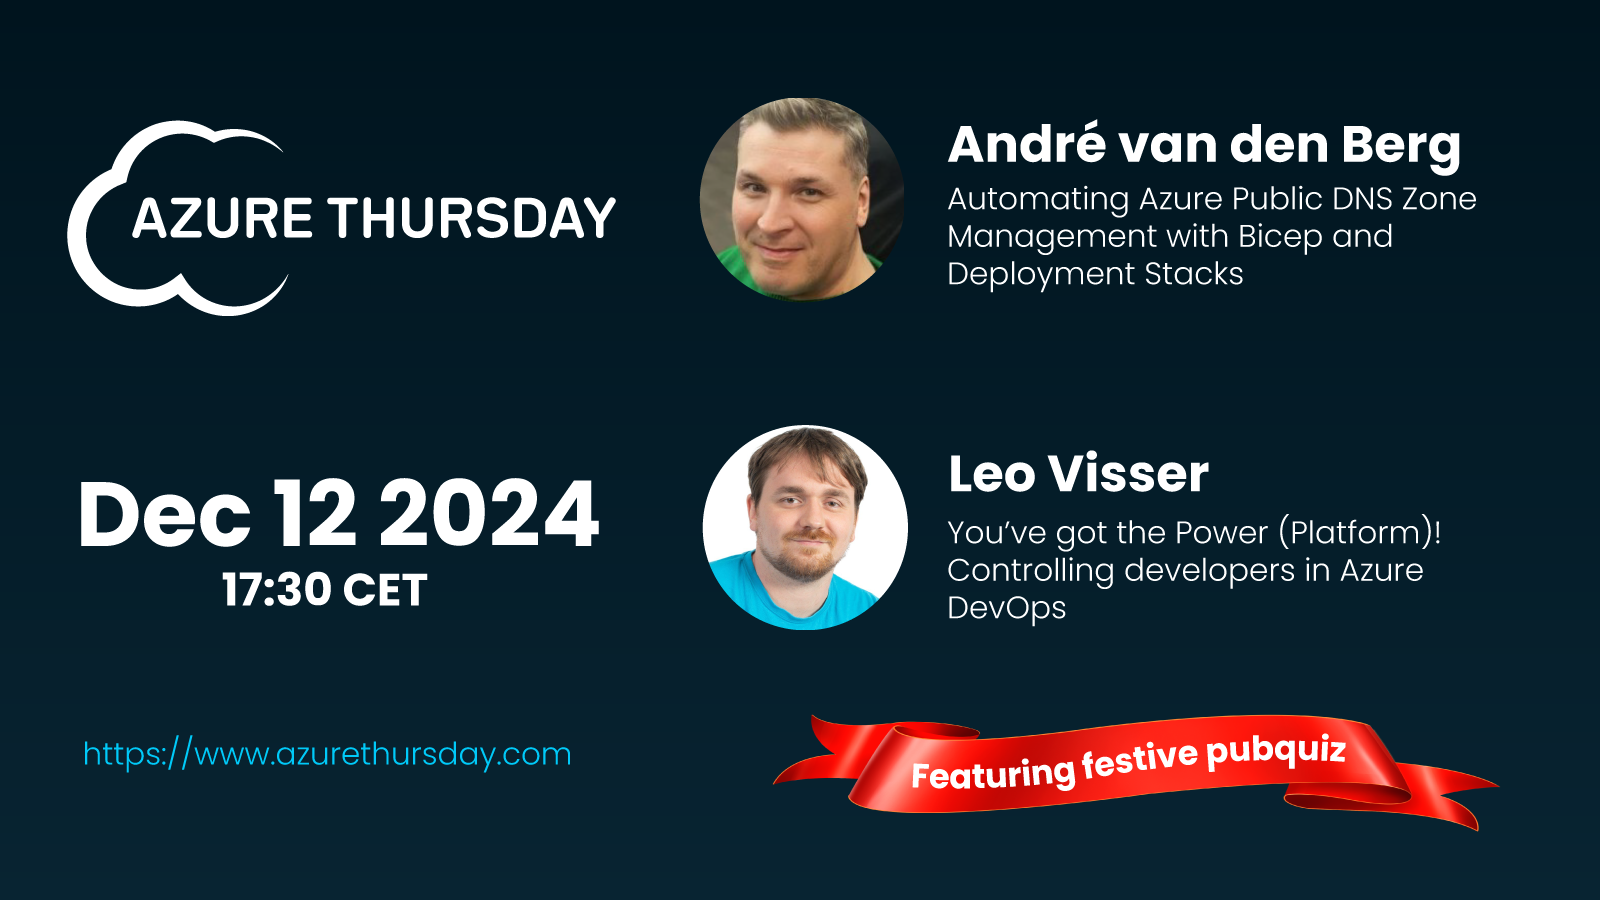 AZURE THURSDAY
André van den Berg
Automating Azure Public DNS Zone
Management with Bicep and
Deployment Stacks
Dec 12 2024
17:30 CET
Leo Visser
You’ve got the Power (Platform)!
Controlling developers in Azure
DevOps
https://www.azurethursday.com
Featuring festive pubquiz